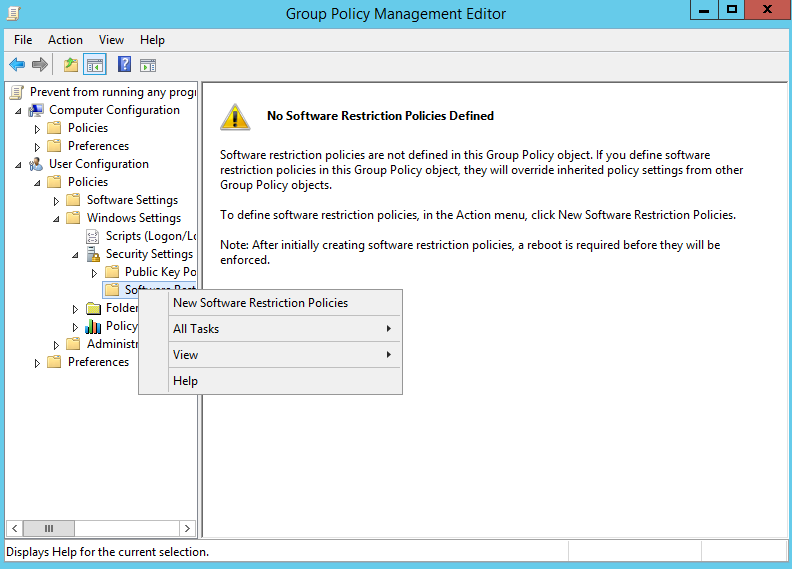 Group Policy Management Editor
File Action View Help
Prevent from running any progr
Computer Configuration
Policies
Preferences
User Configuration
Policies
Software Settings
Windows Settings
Scripts (Logon/Lo
Security Settings
Public Key Po
Software Rest
Folder
Policy
Administr
Preferences
New Software Restriction Policies
All Tasks
View
Help
No Software Restriction Policies Defined
Software restriction policies are not defined in this Group Policy object. If you define software
restriction policies in this Group Policy object, they will override inherited policy settings from other
Group Policy objects.
To define software restriction policies, in the Action menu, click New Software Restriction Policies.
Note: After initially creating software restriction policies, a reboot is required before they will be
enforced.
Displays Help for the current selection.